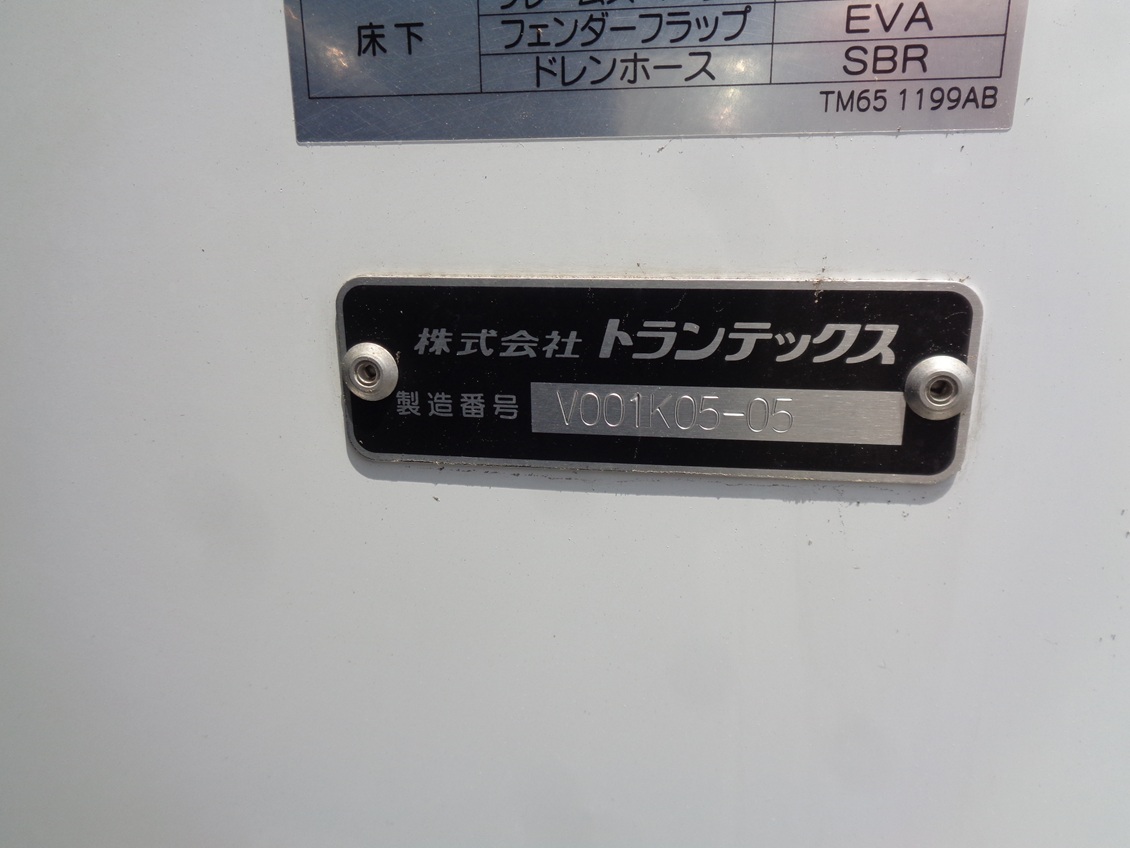 床下
フェンダーフラップ EVA
ドレンホース SBR
TM65 1199AB
株式会社 トランテックス
製造番号 V001K05-05